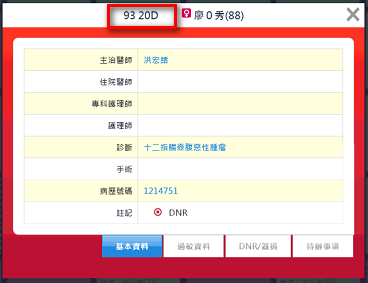 93 20D 廖0秀(88)
主治醫師 洪宏緒
住院醫師
專科護理師
護理師
診斷 十二指腸壺腹惡性腫瘤
手術
病歷號碼 1214751
註記 DNR
基本資料 過敏資料 DNR/器捐 待辦事項